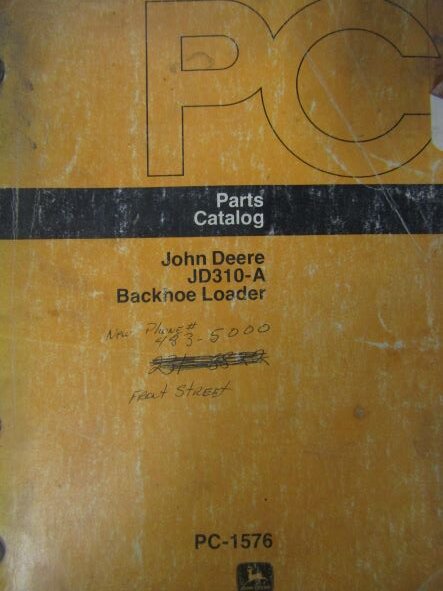 PC
Parts
Catalog
John Deere
JD310-A
Backhoe Loader
New Phone#
483-5000
Front Street
PC-1576